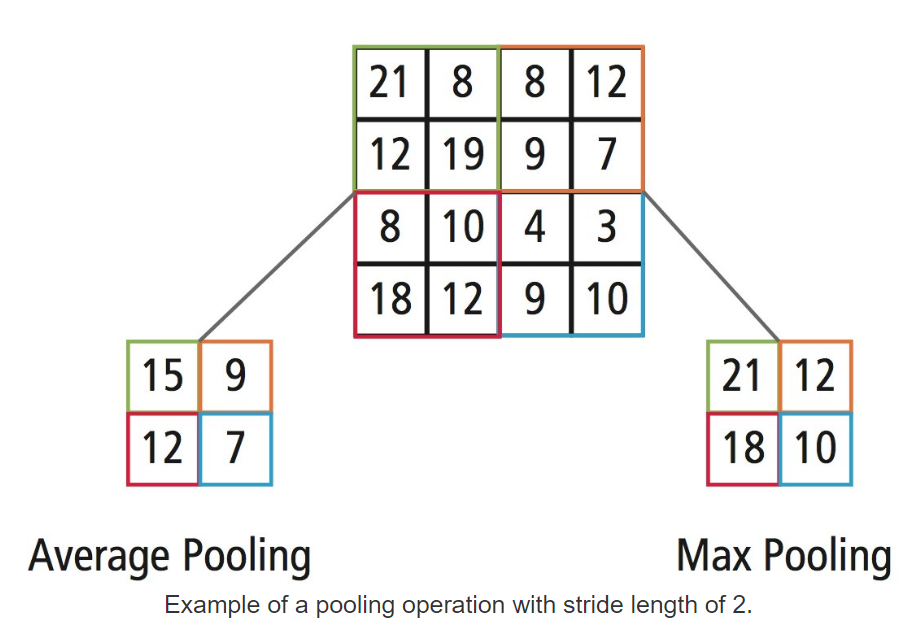 21 8 8 12
12 19 9 7
8 10 4 3
18 12 9 10
15 9
12 7
21 12
18 10
Average Pooling
Max Pooling
Example of a pooling operation with stride length of 2.